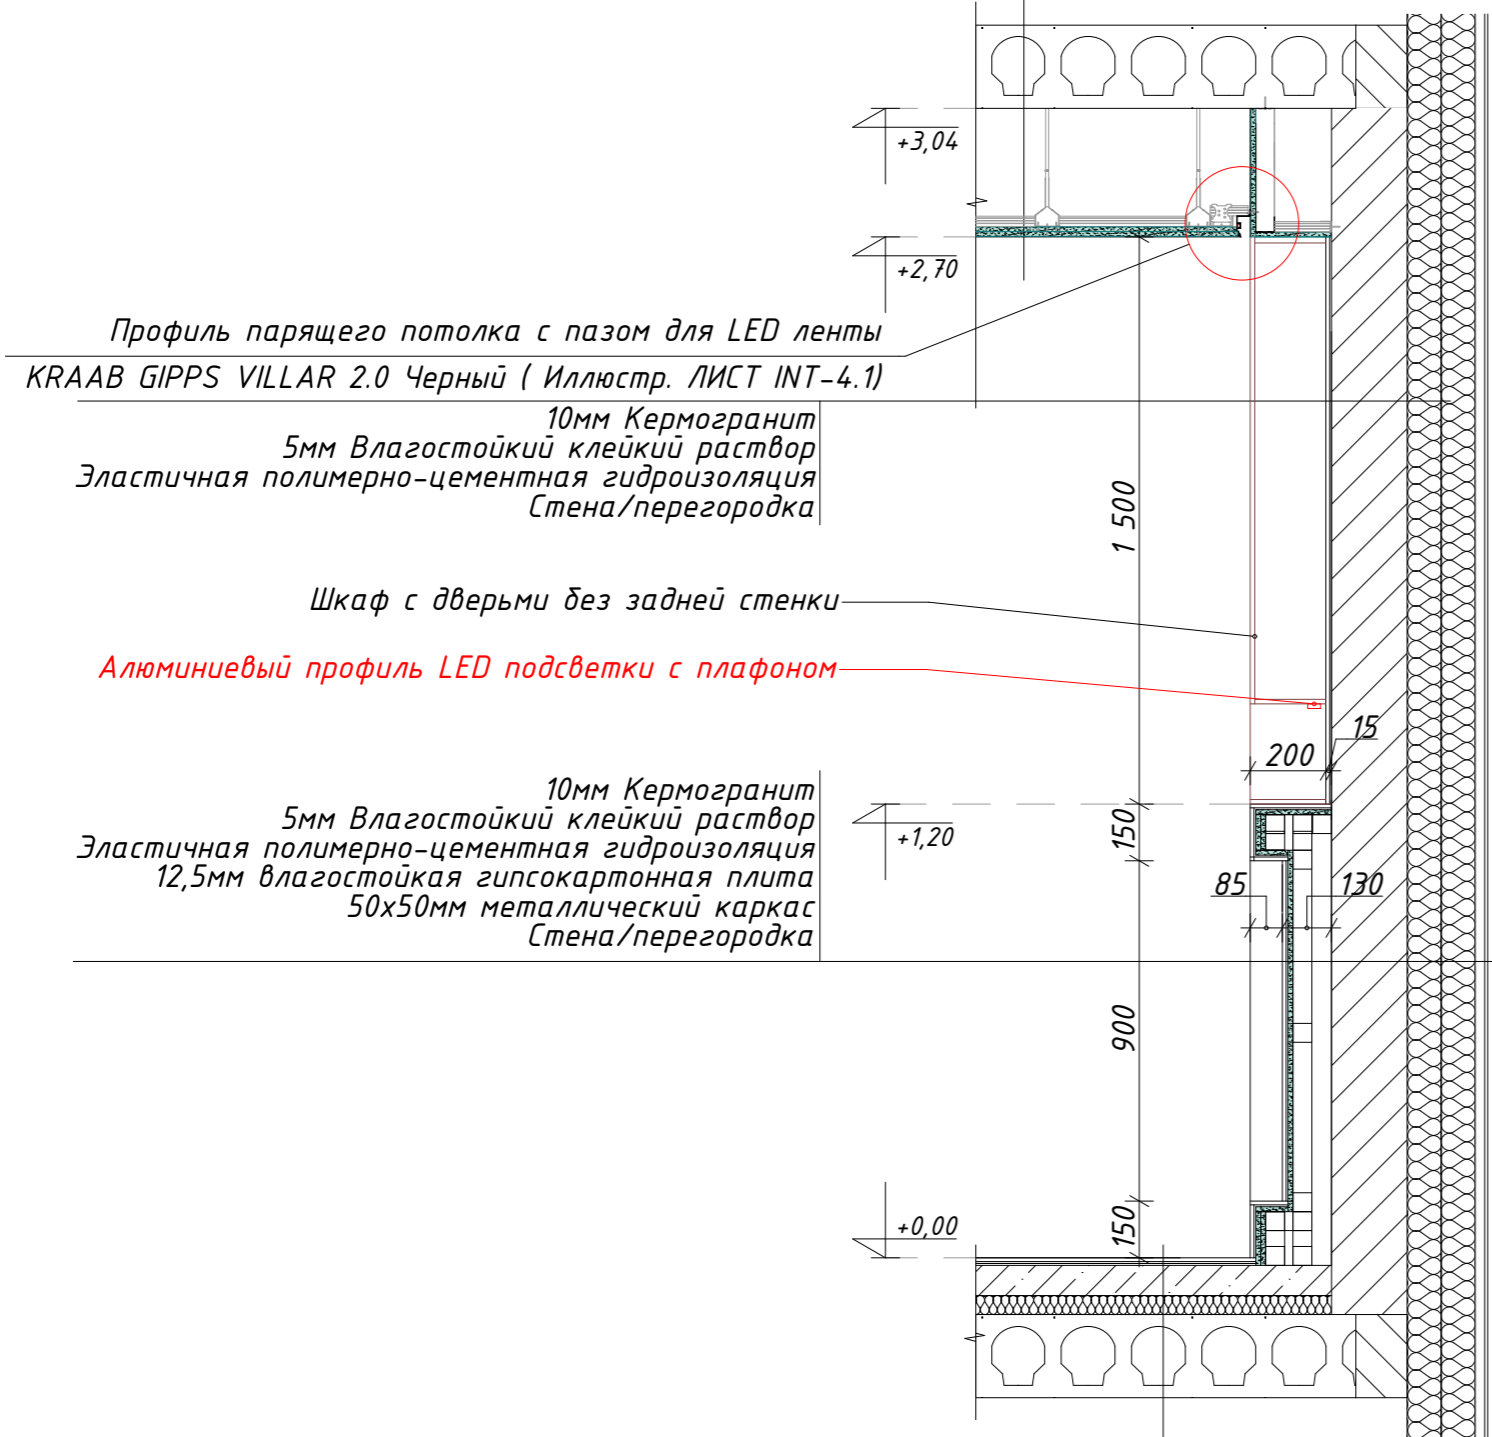 +3,04
+2,70
Профиль парящего потолка с пазом для LED ленты
KRAAB GIPPS VILLAR 2.0 Черный ( Иллюстр. ЛИСТ INT-4.1)
10мм Кермогранит
5мм Влагостойкий клейкий раствор
Эластичная полимерно-цементная гидроизоляция
Стена/перегородка
1 500
Шкаф с дверьми без задней стенки
Алюминиевый профиль LED подсветки с плафоном
15
200
10мм Кермогранит
5мм Влагостойкий клейкий раствор
Эластичная полимерно-цементная гидроизоляция
12,5мм влагостойкая гипсокартонная плита
50х50мм металлический каркас
Стена/перегородка
+1,20
150
85
130
900
+0,00
150